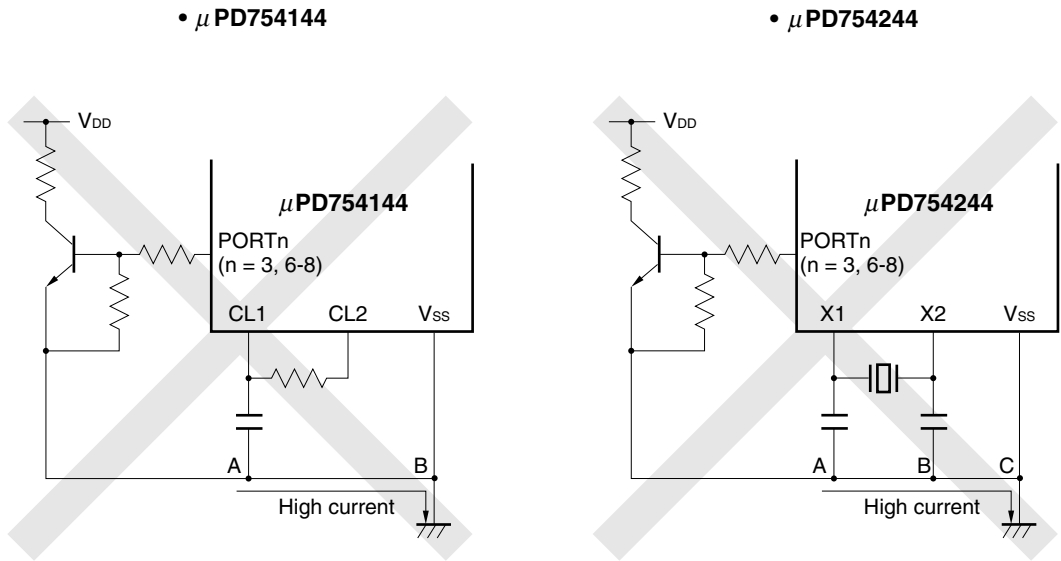 • μPD754144
VDD
μPD754144
PORTn
(n = 3, 6-8)
CL1 CL2 VSS
A B
High current
• μPD754244
VDD
μPD754244
PORTn
(n = 3, 6-8)
X1 X2 VSS
A B C
High current